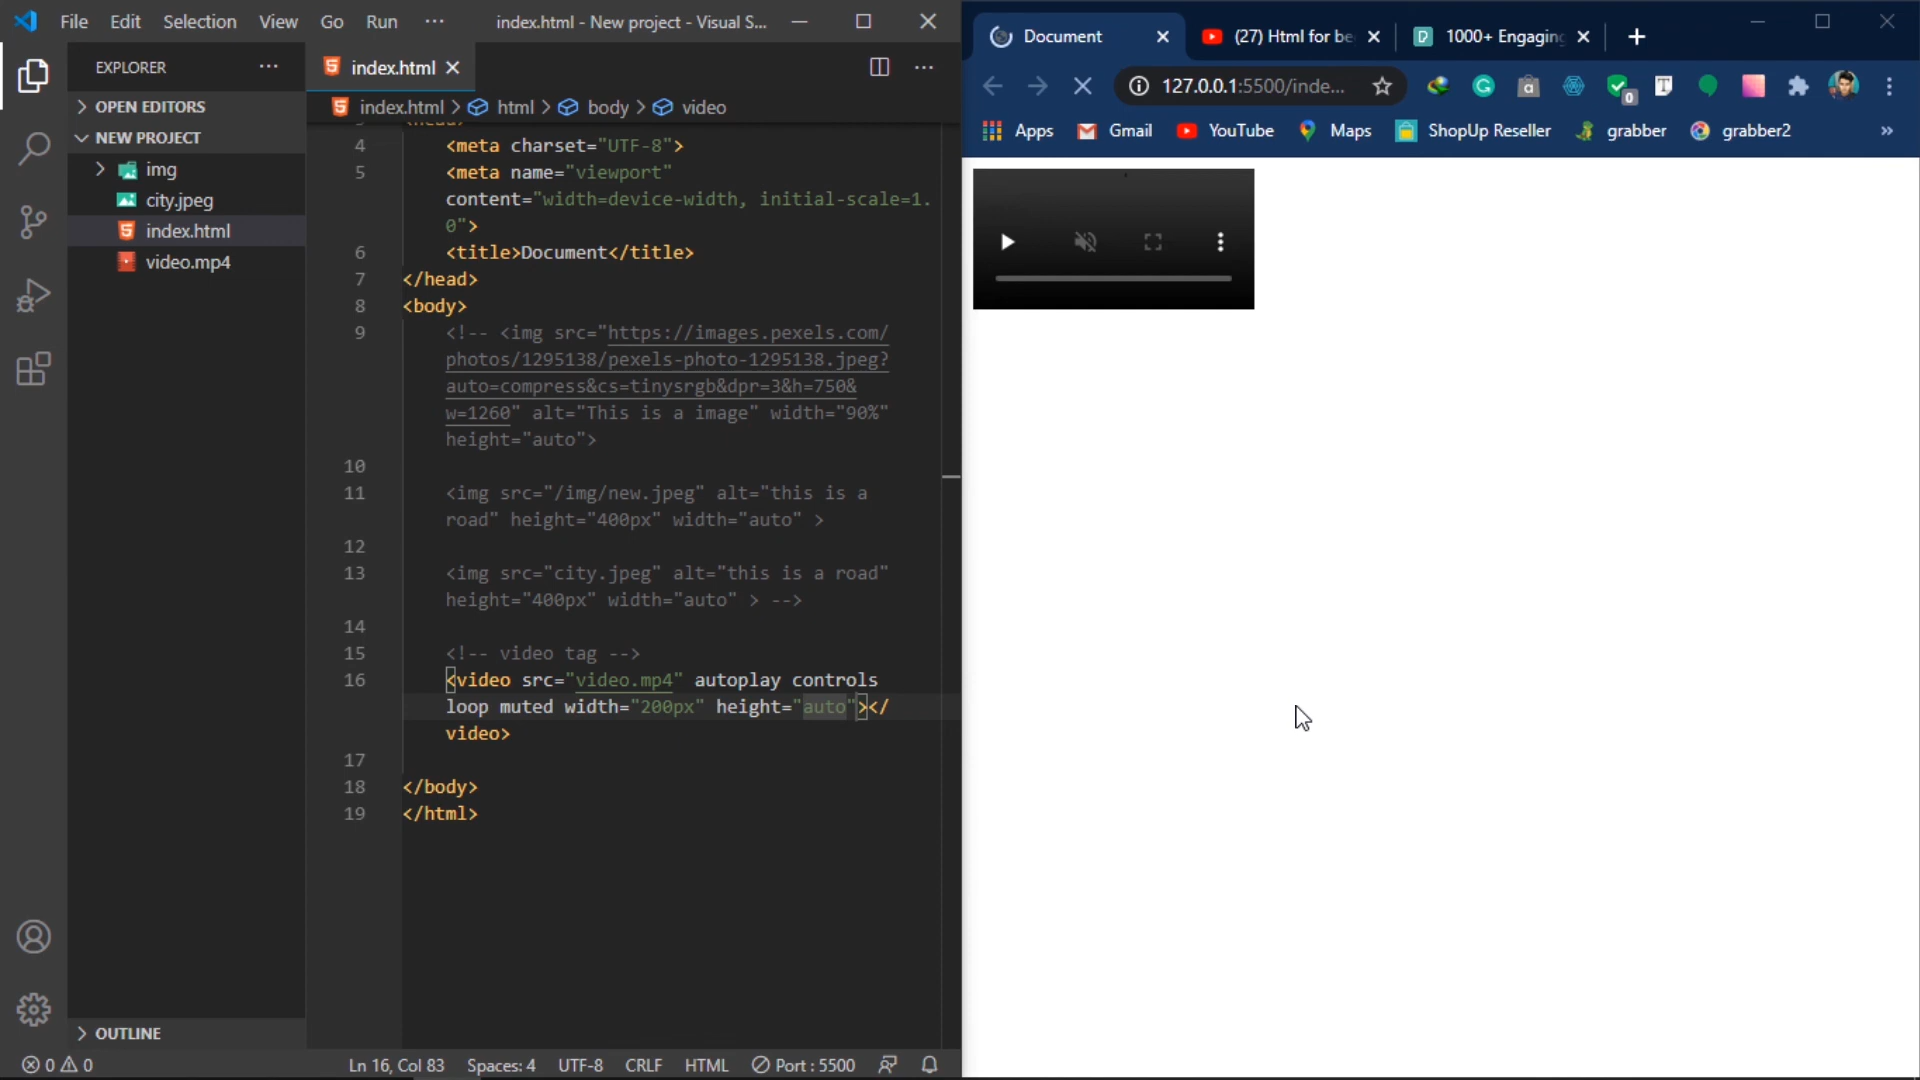 File Edit Selection View Go Run ··· index.html - New project - Visual S...
EXPLORER ···
OPEN EDITORS
NEW PROJECT
img
city.jpeg
index.html
video.mp4
OUTLINE
index.html
index.html > html > body > video
4 <meta charset="UTF-8">
5 <meta name="viewport"
content="width=device-width, initial-scale=1.
0">
6 <title>Document</title>
7 </head>
8 <body>
9 <!-- <img src="https://images.pexels.com/
photos/1295138/pexels-photo-1295138.jpeg?
auto=compress&cs=tinysrgb&dpr=3&h=750&
w=1260" alt="This is a image" width="90%"
height="auto">
10
11 <img src="/img/new.jpeg" alt="this is a
road" height="400px" width="auto" >
12
13 <img src="city.jpeg" alt="this is a road"
height="400px" width="auto" > -->
14
15 <!-- video tag -->
16 <video src="video.mp4" autoplay controls
loop muted width="200px" height="auto"></
video>
17
18 </body>
19 </html>
0 0 Ln 16, Col 83 Spaces: 4 UTF-8 CRLF HTML Port : 5500
Document (27) Html for be 1000+ Engaging
127.0.0.1:5500/inde...
Apps Gmail YouTube Maps ShopUp Reseller grabber grabber2 »